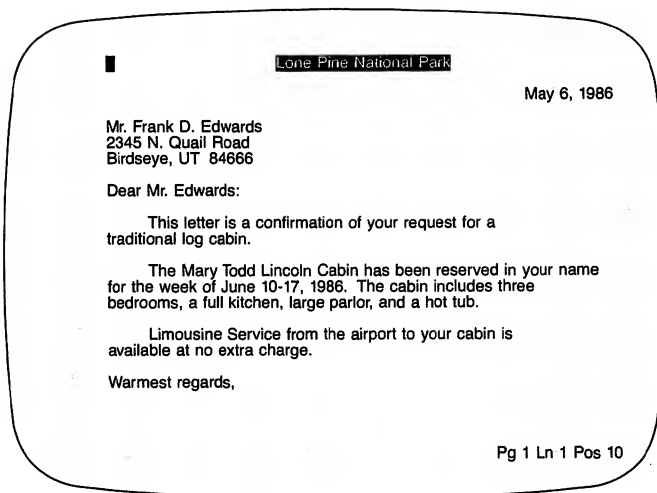 Lone Pine National Park
May 6, 1986
Mr. Frank D. Edwards
2345 N. Quail Road
Birdseye, UT 84666
Dear Mr. Edwards:
This letter is a confirmation of your request for a
traditional log cabin.
The Mary Todd Lincoln Cabin has been reserved in your name
for the week of June 10-17, 1986. The cabin includes three
bedrooms, a full kitchen, large parlor, and a hot tub.
Limousine Service from the airport to your cabin is
available at no extra charge.
Warmest regards,
Pg 1 Ln 1 Pos 10